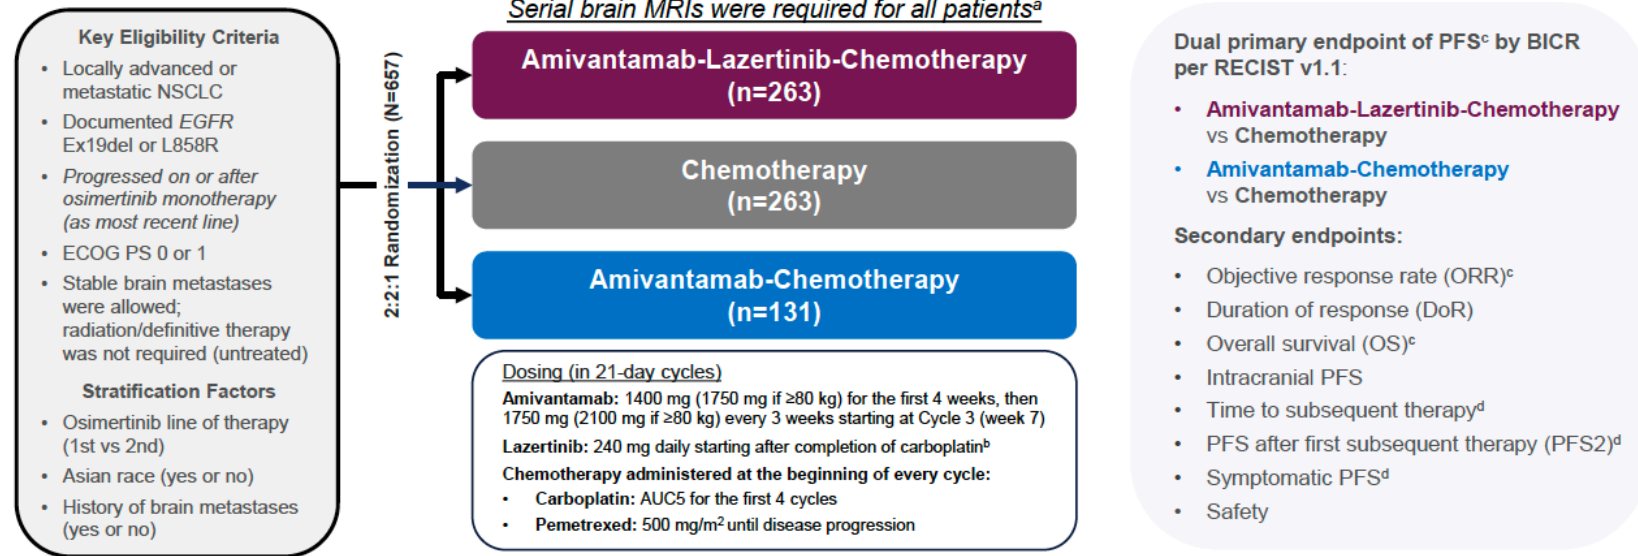 Serial brain MRIs were required for all patientsᵃ
Key Eligibility Criteria
• Locally advanced or
metastatic NSCLC
• Documented EGFR
Ex19del or L858R
• Progressed on or after
osimertinib monotherapy
(as most recent line)
• ECOG PS 0 or 1
• Stable brain metastases
were allowed;
radiation/definitive therapy
was not required (untreated)
Stratification Factors
• Osimertinib line of therapy
(1st vs 2nd)
• Asian race (yes or no)
• History of brain metastases
(yes or no)
2:2:1 Randomization (N=657)
Amivantamab-Lazertinib-Chemotherapy
(n=263)
Chemotherapy
(n=263)
Amivantamab-Chemotherapy
(n=131)
Dosing (in 21-day cycles)
Amivantamab: 1400 mg (1750 mg if ≥80 kg) for the first 4 weeks, then
1750 mg (2100 mg if ≥80 kg) every 3 weeks starting at Cycle 3 (week 7)
Lazertinib: 240 mg daily starting after completion of carboplatinᵇ
Chemotherapy administered at the beginning of every cycle:
• Carboplatin: AUC5 for the first 4 cycles
• Pemetrexed: 500 mg/m² until disease progression
Dual primary endpoint of PFSᶜ by BICR
per RECIST v1.1:
• Amivantamab-Lazertinib-Chemotherapy
vs Chemotherapy
• Amivantamab-Chemotherapy
vs Chemotherapy
Secondary endpoints:
• Objective response rate (ORR)ᶜ
• Duration of response (DoR)
• Overall survival (OS)ᶜ
• Intracranial PFS
• Time to subsequent therapyᵈ
• PFS after first subsequent therapy (PFS2)ᵈ
• Symptomatic PFSᵈ
• Safety